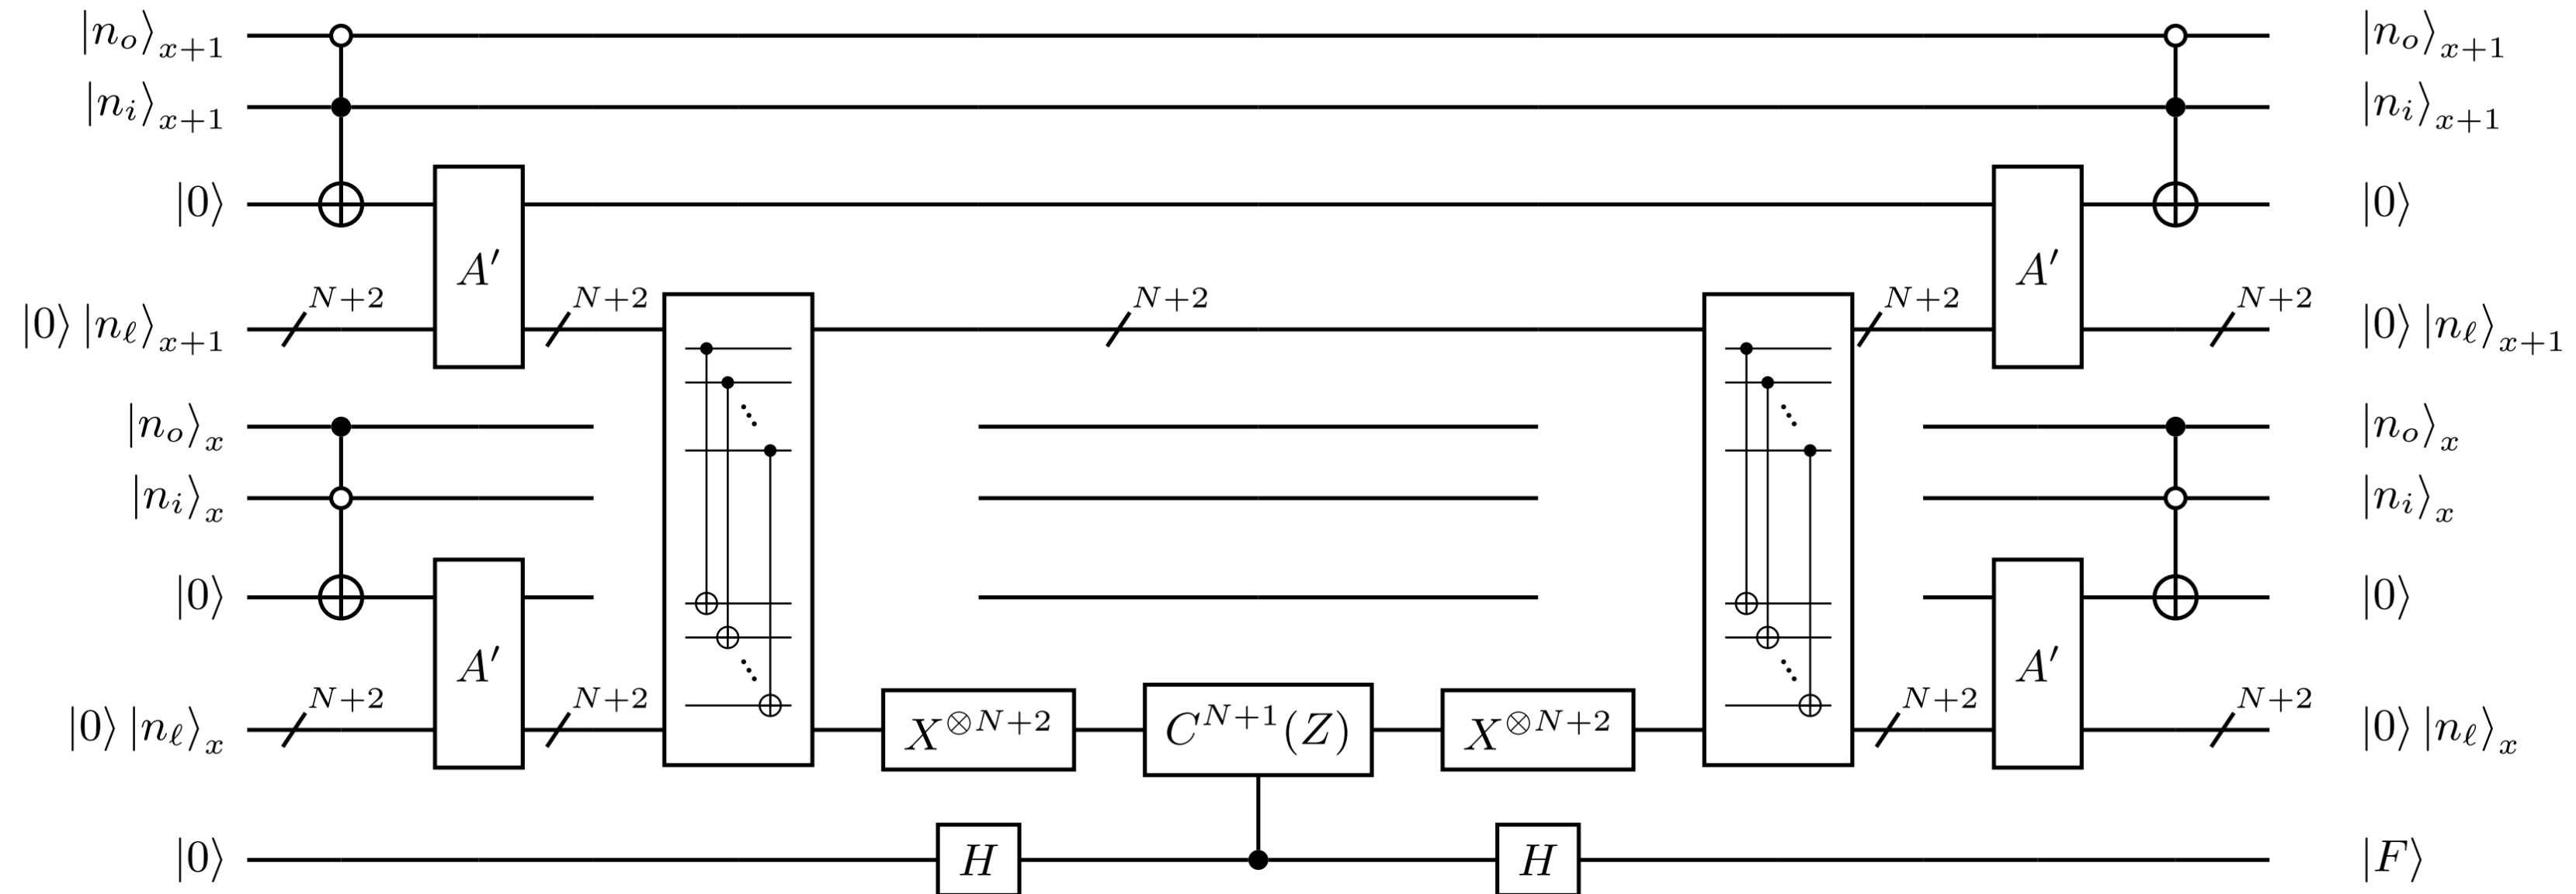 |n_o⟩_{x+1} |n_o⟩_{x+1}
|n_i⟩_{x+1} |n_i⟩_{x+1}
|0⟩ |0⟩
A′ A′
N+2 N+2 N+2 N+2 N+2
|0⟩ |n_ℓ⟩_{x+1} |0⟩ |n_ℓ⟩_{x+1}
|n_o⟩_x |n_o⟩_x
|n_i⟩_x |n_i⟩_x
|0⟩ |0⟩
A′ A′
N+2 N+2 N+2 N+2
|0⟩ |n_ℓ⟩_x X^{⊗N+2} C^{N+1}(Z) X^{⊗N+2} |0⟩ |n_ℓ⟩_x
|0⟩ H H |F⟩